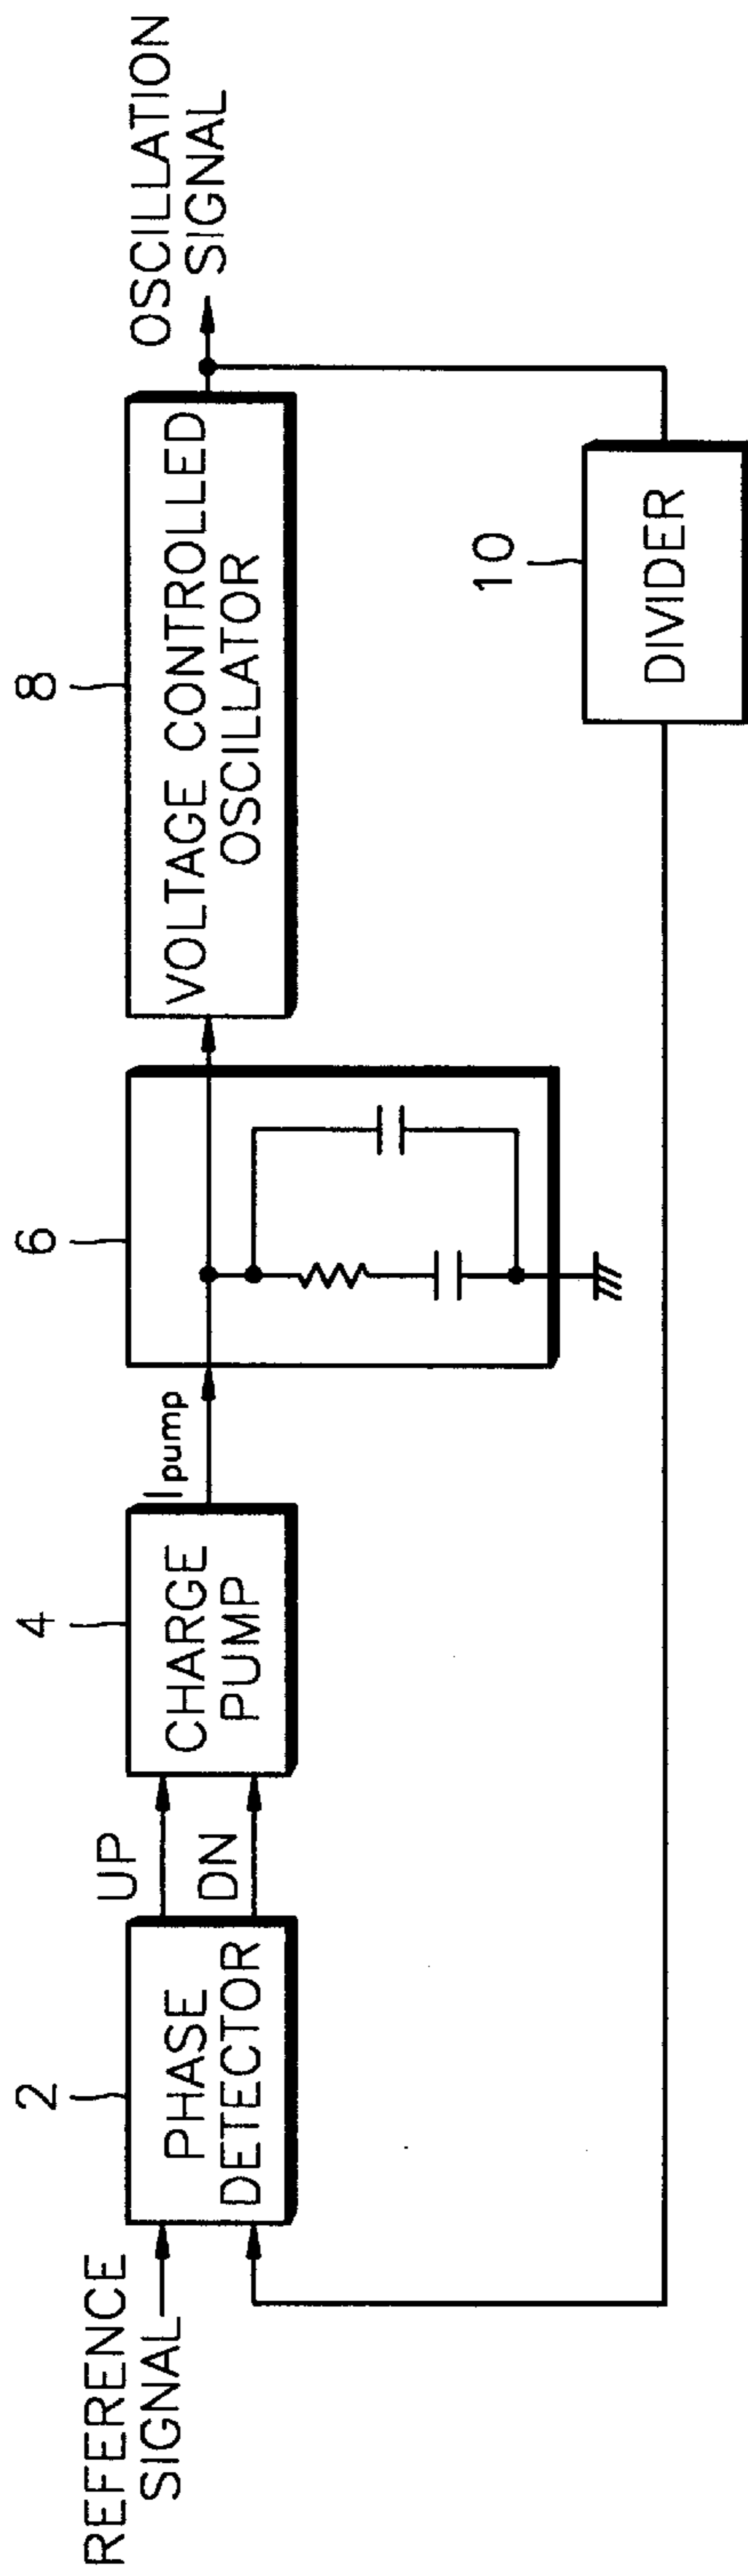 REFERENCE
SIGNAL
2
PHASE
DETECTOR
UP
DN
4
CHARGE
PUMP
Ipump
6
8
VOLTAGE CONTROLLED
OSCILLATOR
OSCILLATION
SIGNAL
10
DIVIDER